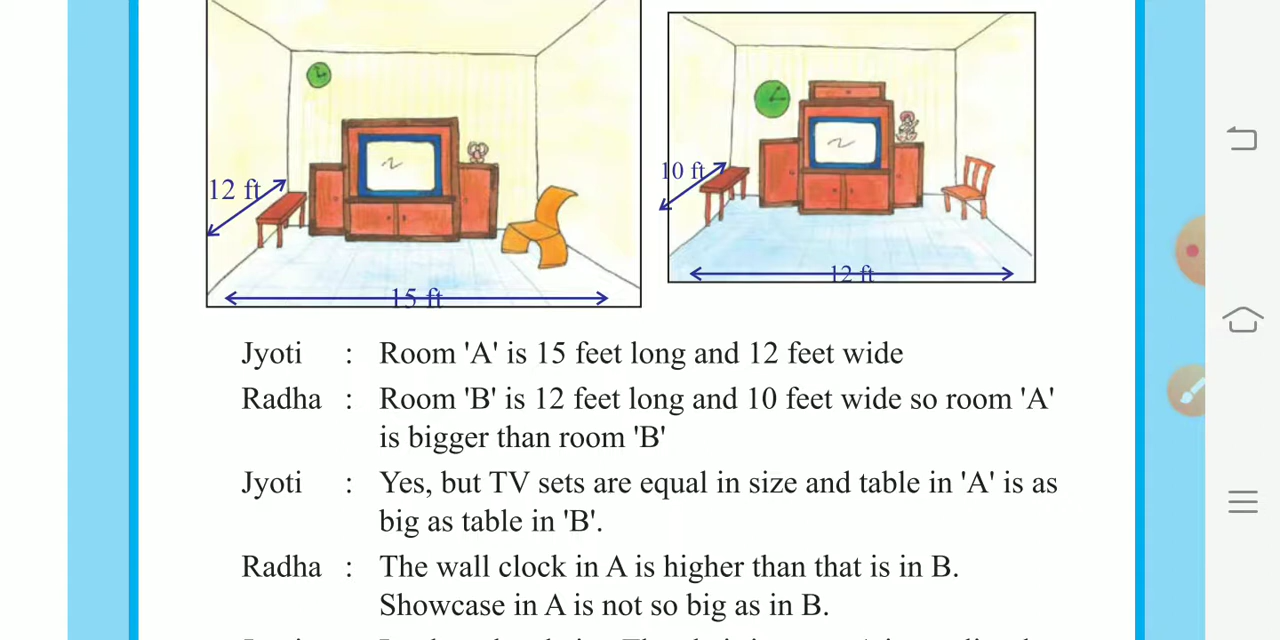 12 ft
15 ft
10 ft
12 ft
Jyoti : Room 'A' is 15 feet long and 12 feet wide
Radha : Room 'B' is 12 feet long and 10 feet wide so room 'A'
is bigger than room 'B'
Jyoti : Yes, but TV sets are equal in size and table in 'A' is as
big as table in 'B'.
Radha : The wall clock in A is higher than that is in B.
Showcase in A is not so big as in B.